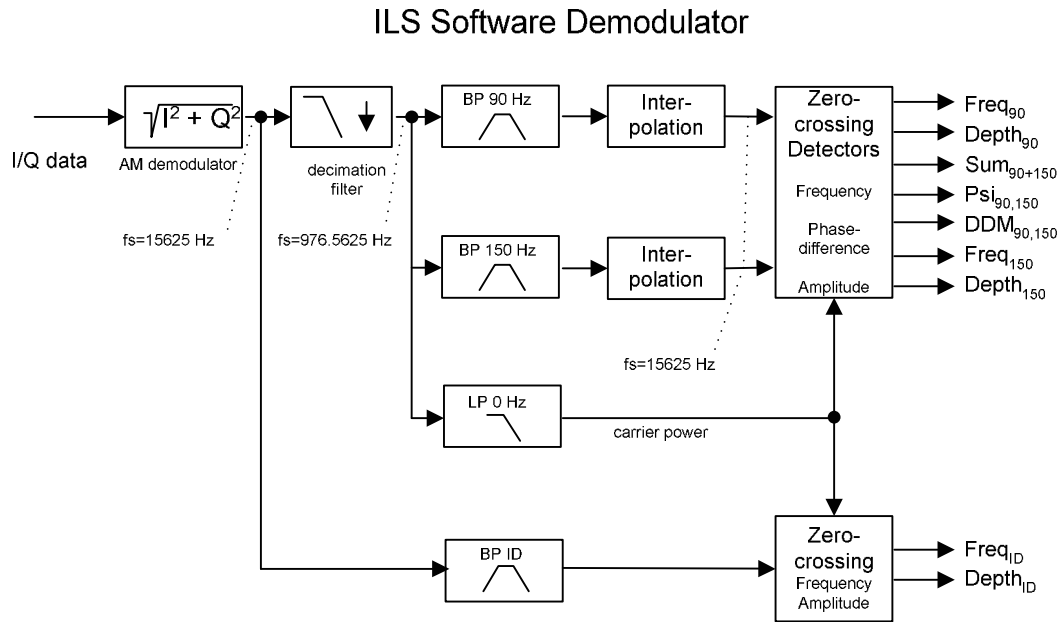 ILS Software Demodulator
I/Q data
√I² + Q²
AM demodulator
fs=15625 Hz
decimation
filter
fs=976.5625 Hz
BP 90 Hz
Inter-
polation
BP 150 Hz
Inter-
polation
fs=15625 Hz
LP 0 Hz
carrier power
BP ID
Zero-
crossing
Detectors
Frequency
Phase-
difference
Amplitude
Freq90
Depth90
Sum90+150
Psi90,150
DDM90,150
Freq150
Depth150
Zero-
crossing
Frequency
Amplitude
FreqID
DepthID